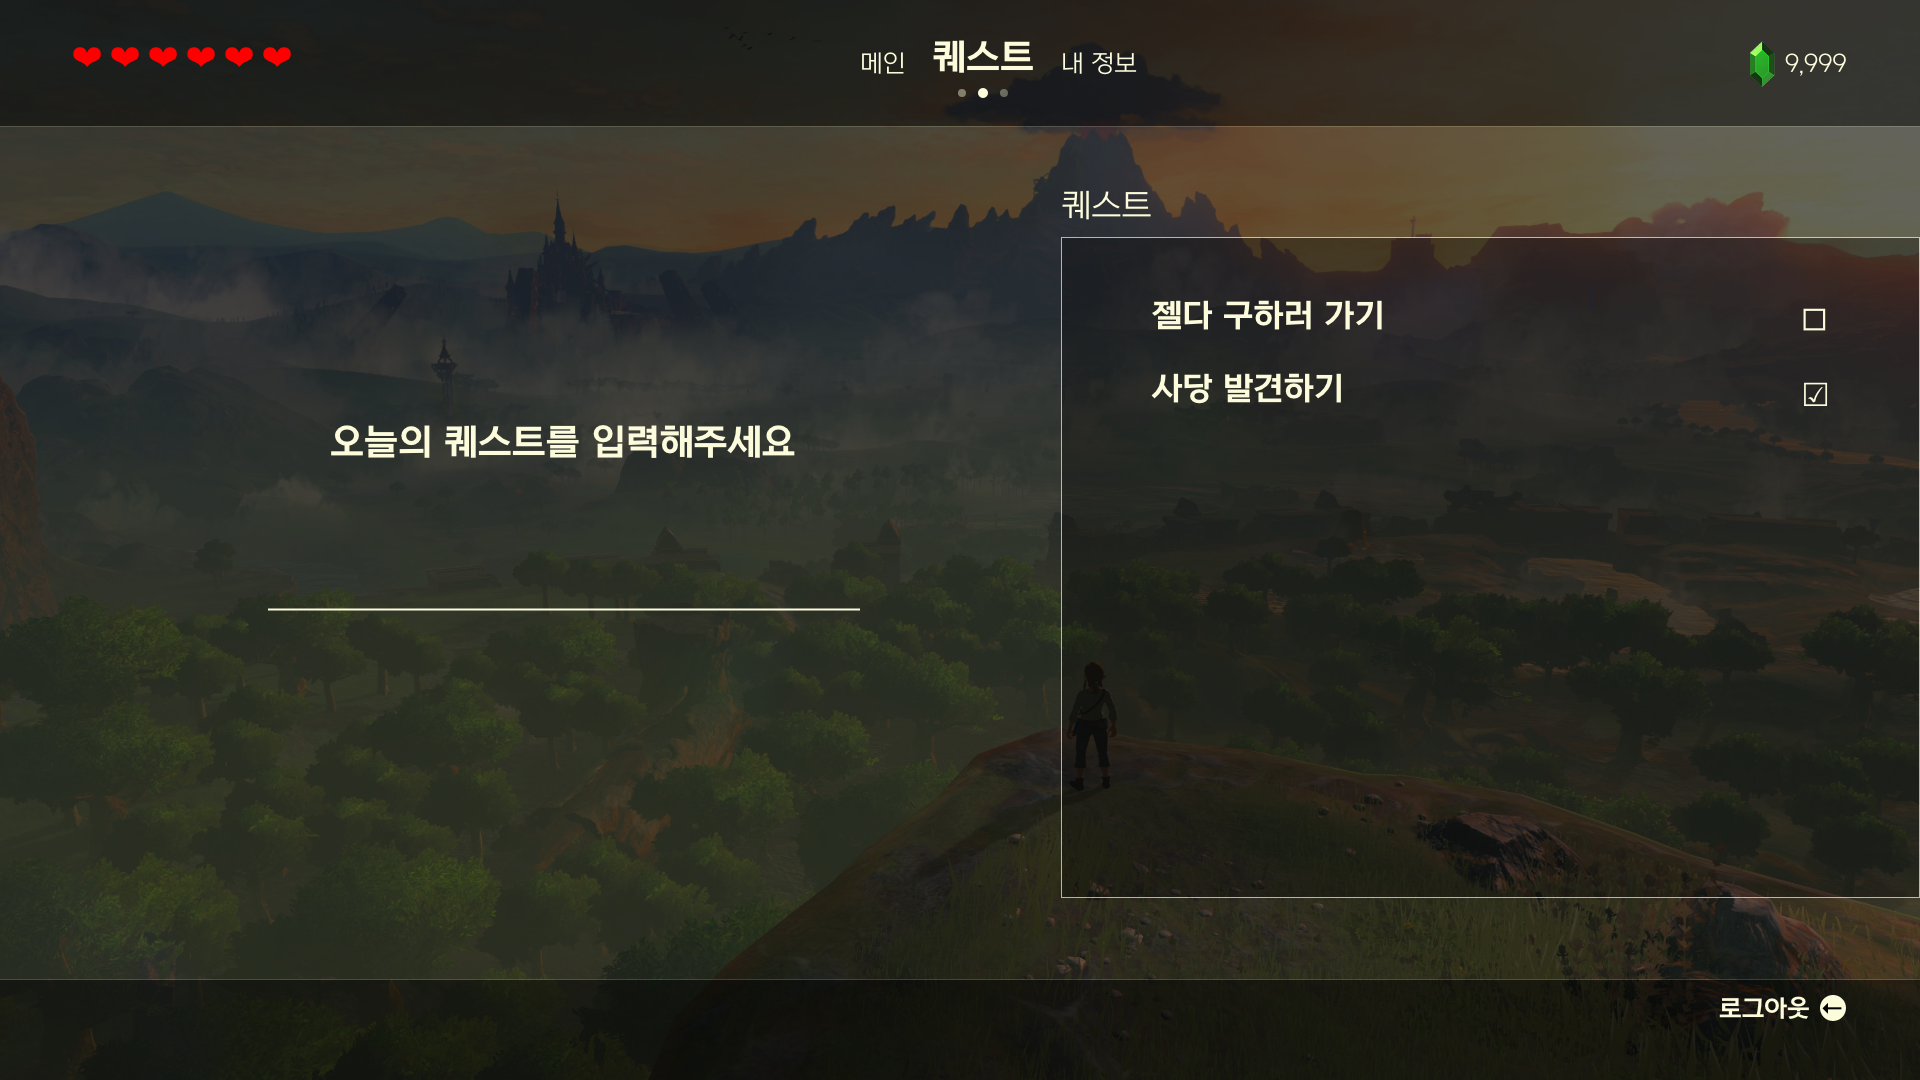 메인 퀘스트 내 정보
9,999
퀘스트
젤다 구하러 가기
사당 발견하기
오늘의 퀘스트를 입력해주세요
로그아웃